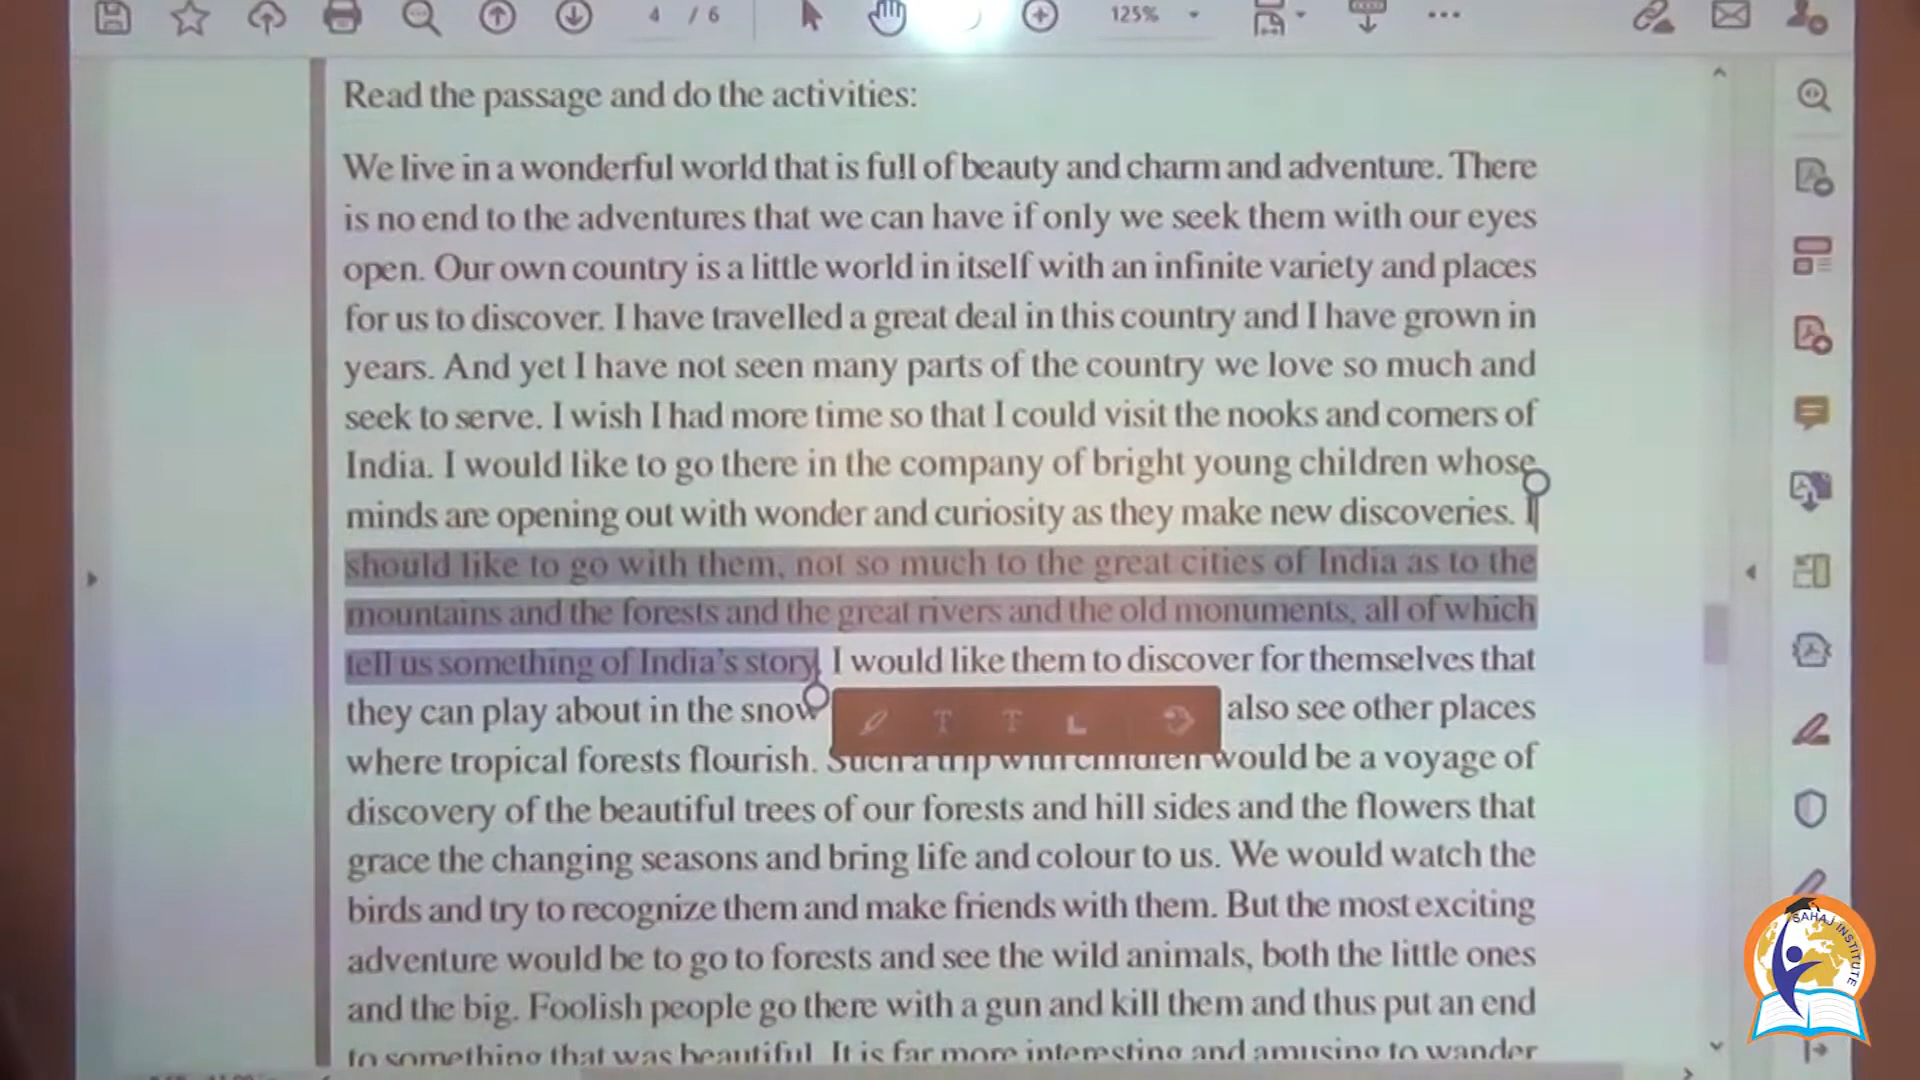 4 / 6
125%
Read the passage and do the activities:
We live in a wonderful world that is full of beauty and charm and adventure. There
is no end to the adventures that we can have if only we seek them with our eyes
open. Our own country is a little world in itself with an infinite variety and places
for us to discover. I have travelled a great deal in this country and I have grown in
years. And yet I have not seen many parts of the country we love so much and
seek to serve. I wish I had more time so that I could visit the nooks and corners of
India. I would like to go there in the company of bright young children whose
minds are opening out with wonder and curiosity as they make new discoveries. I
should like to go with them, not so much to the great cities of India as to the
mountains and the forests and the great rivers and the old monuments, all of which
tell us something of India's story. I would like them to discover for themselves that
they can play about in the snow also see other places
where tropical forests flourish. Such a trip with children would be a voyage of
discovery of the beautiful trees of our forests and hill sides and the flowers that
grace the changing seasons and bring life and colour to us. We would watch the
birds and try to recognize them and make friends with them. But the most exciting
adventure would be to go to forests and see the wild animals, both the little ones
and the big. Foolish people go there with a gun and kill them and thus put an end
to something that was beautiful. It is far more interesting and amusing to wander
SAHAJ INSTITUTE